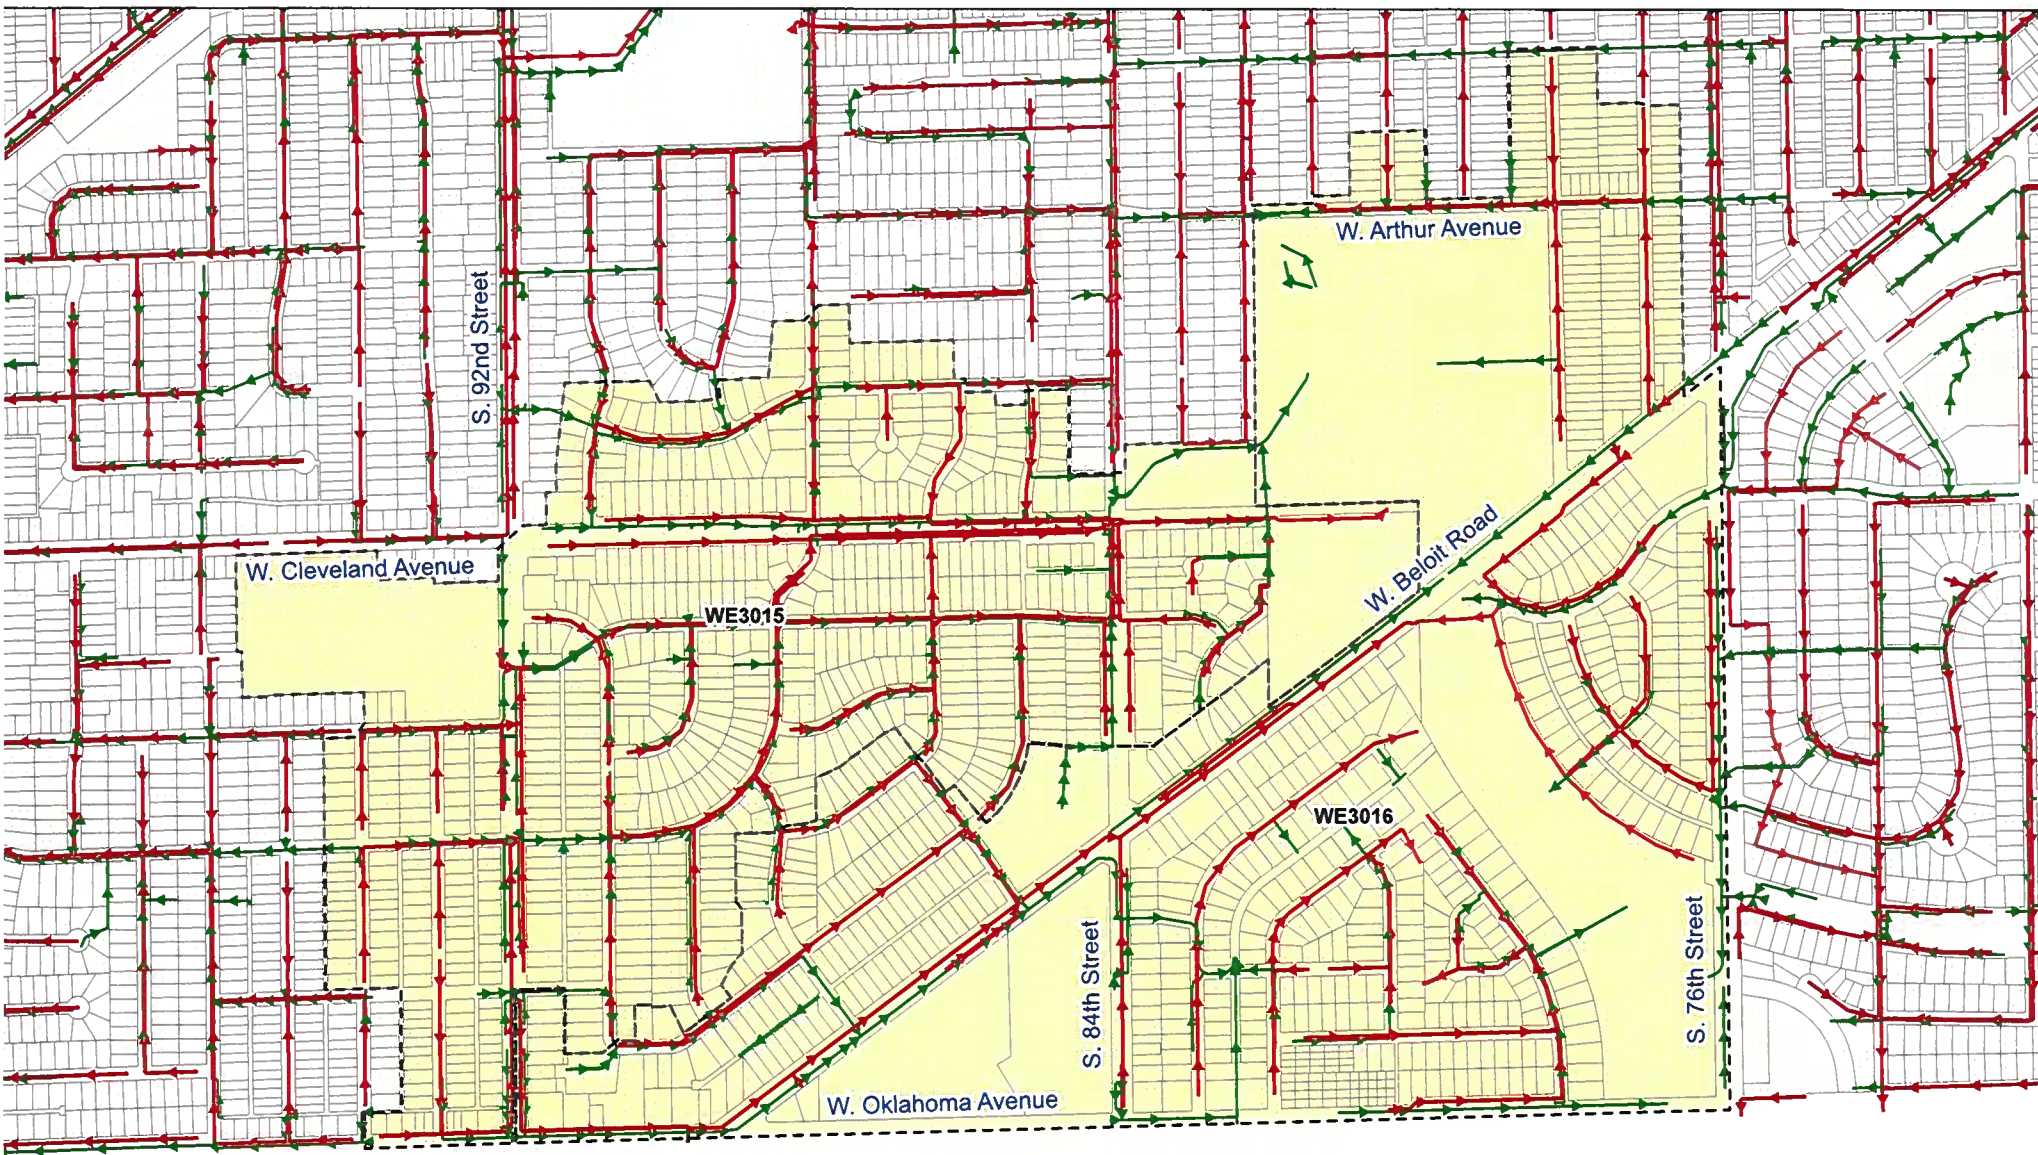 W. Arthur Avenue
S. 92nd Street
W. Beloit Road
W. Cleveland Avenue
WE3015
WE3016
S. 84th Street
S. 76th Street
W. Oklahoma Avenue